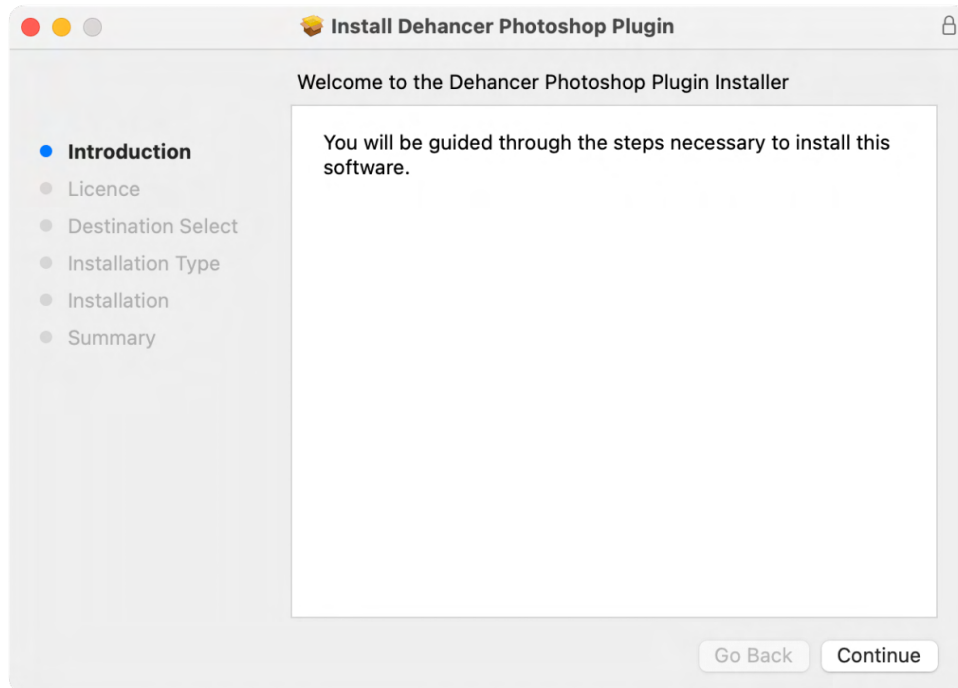 Install Dehancer Photoshop Plugin
Welcome to the Dehancer Photoshop Plugin Installer
Introduction
Licence
Destination Select
Installation Type
Installation
Summary
You will be guided through the steps necessary to install this
software.
Go Back
Continue